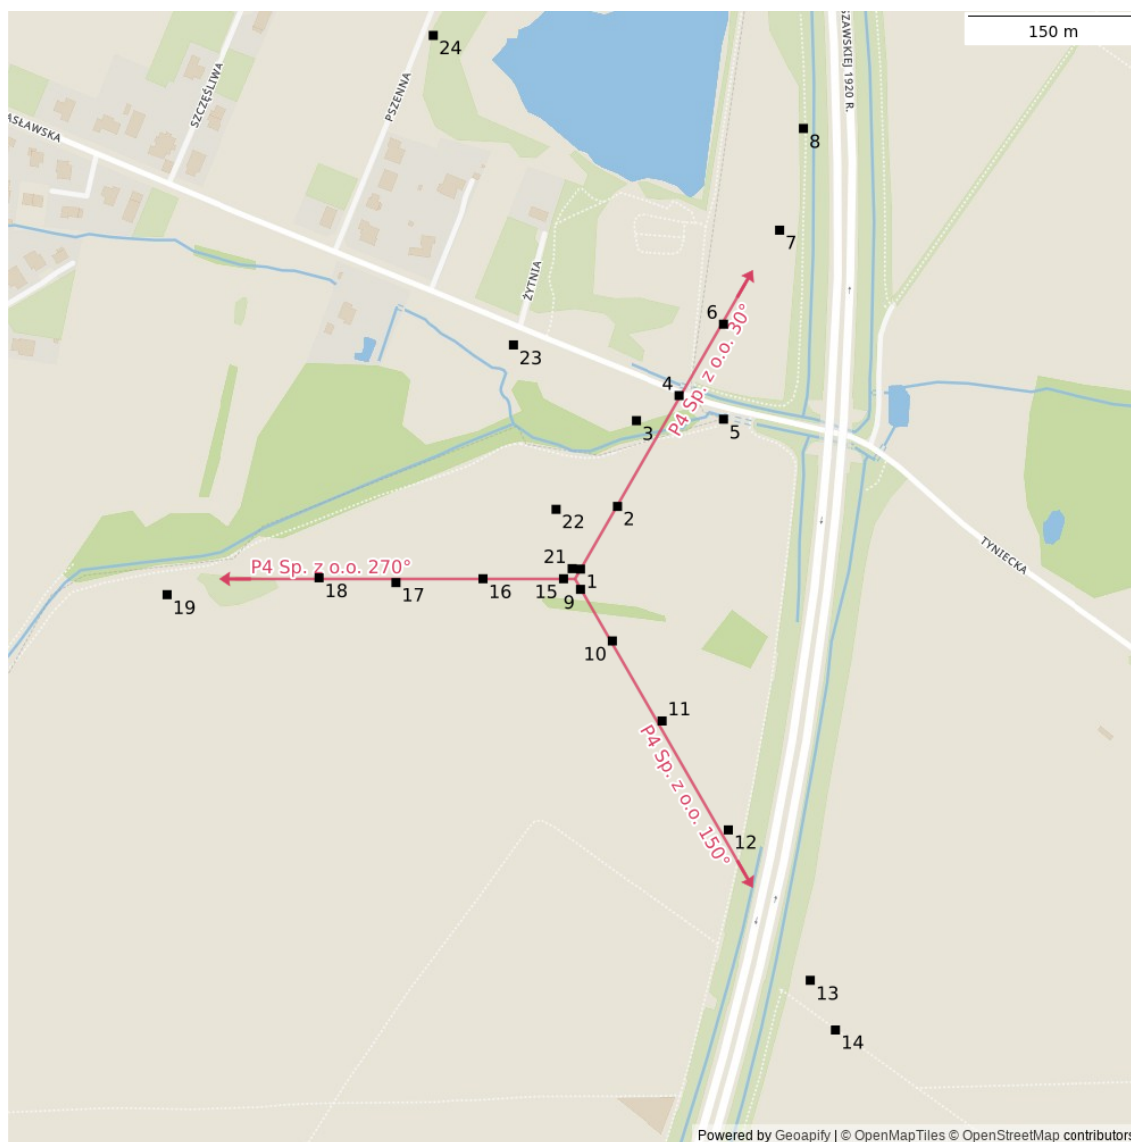 24
150 m
SZAWSKIEJ 1920 R.
SZCZĘŚLIWA
PSZENNA
ASŁAWSKA
8
7
ŻYTNIA
6
P4 Sp. z o.o. 30°
23
4
3
5
22
2
TYNIECKA
21
P4 Sp. z o.o. 270°
1
15
16
17
18
19
9
10
11
P4 Sp. z o.o. 150°
12
13
14
Powered by Geoapify | © OpenMapTiles © OpenStreetMap contributors